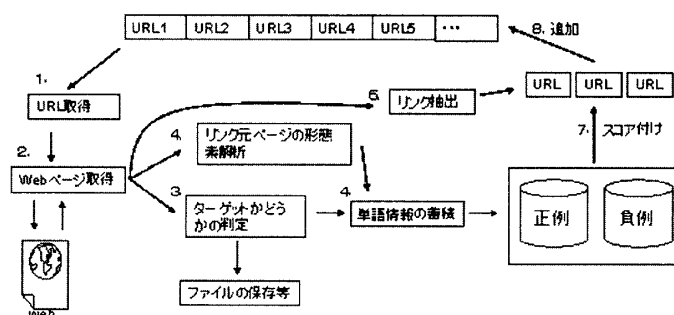 URL1 URL2 URL3 URL4 URL5 ...
8. 追加
1.
URL取得
5.
リンク抽出
URL URL URL
2.
Webページ取得
4.
リンク元ページの形態
素解析
7. スコア付け
3.
ターゲットかどう
かの判定
4.
単語情報の蓄積
正例
負例
ファイルの保存等
Web